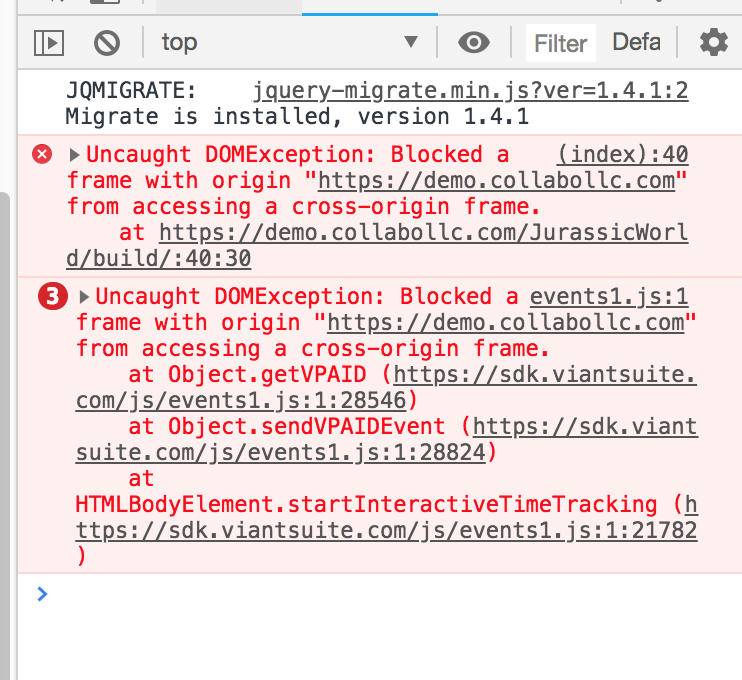 top
Filter
Defa
JQMIGRATE: jquery-migrate.min.js?ver=1.4.1:2
Migrate is installed, version 1.4.1
Uncaught DOMException: Blocked a (index):40
frame with origin "https://demo.collabollc.com"
from accessing a cross-origin frame.
at https://demo.collabollc.com/JurassicWorl
d/build/:40:30
3 Uncaught DOMException: Blocked a events1.js:1
frame with origin "https://demo.collabollc.com"
from accessing a cross-origin frame.
at Object.getVPAID (https://sdk.viantsuite.
com/js/events1.js:1:28546)
at Object.sendVPAIDEvent (https://sdk.viant
suite.com/js/events1.js:1:28824)
at
HTMLBodyElement.startInteractiveTimeTracking (h
ttps://sdk.viantsuite.com/js/events1.js:1:21782
)